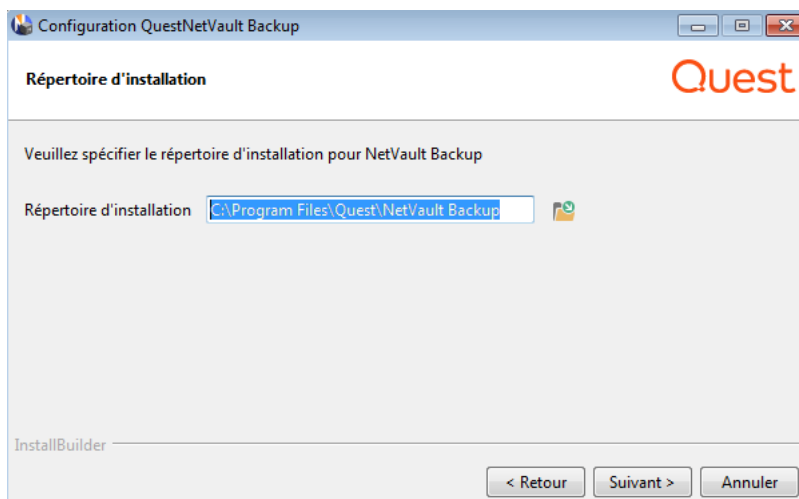 Configuration QuestNetVault Backup
Répertoire d'installation
Quest
Veuillez spécifier le répertoire d'installation pour NetVault Backup
Répertoire d'installation C:\Program Files\Quest\NetVault Backup
InstallBuilder
< Retour Suivant > Annuler